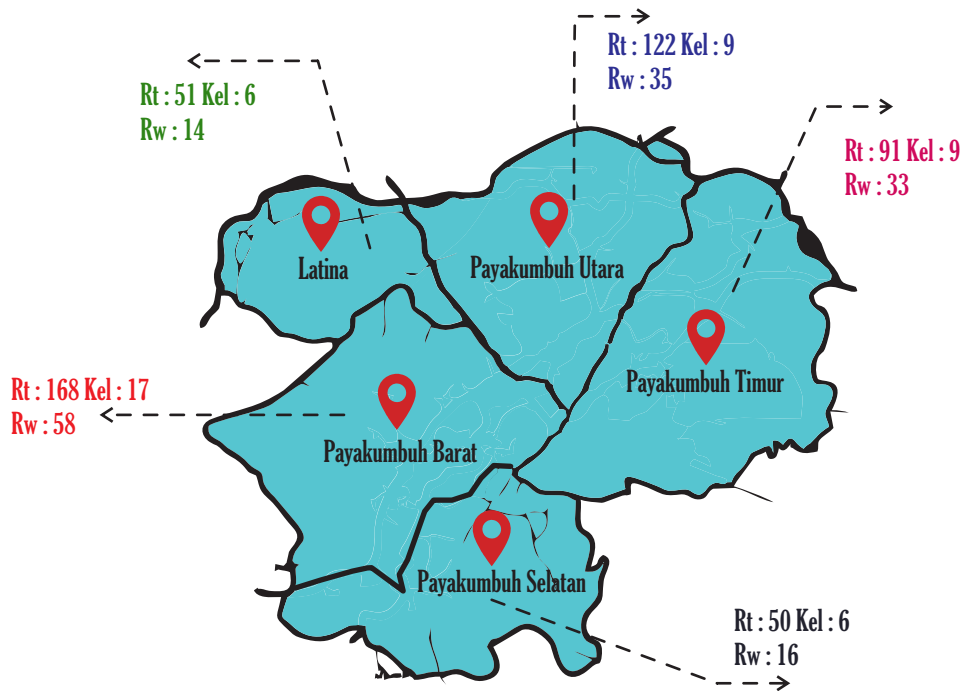 Rt : 122 Kel : 9
Rw : 35
Rt : 51 Kel : 6
Rw : 14
Rt : 91 Kel : 9
Rw : 33
Latina
Payakumbuh Utara
Payakumbuh Timur
Rt : 168 Kel : 17
Rw : 58
Payakumbuh Barat
Payakumbuh Selatan
Rt : 50 Kel : 6
Rw : 16